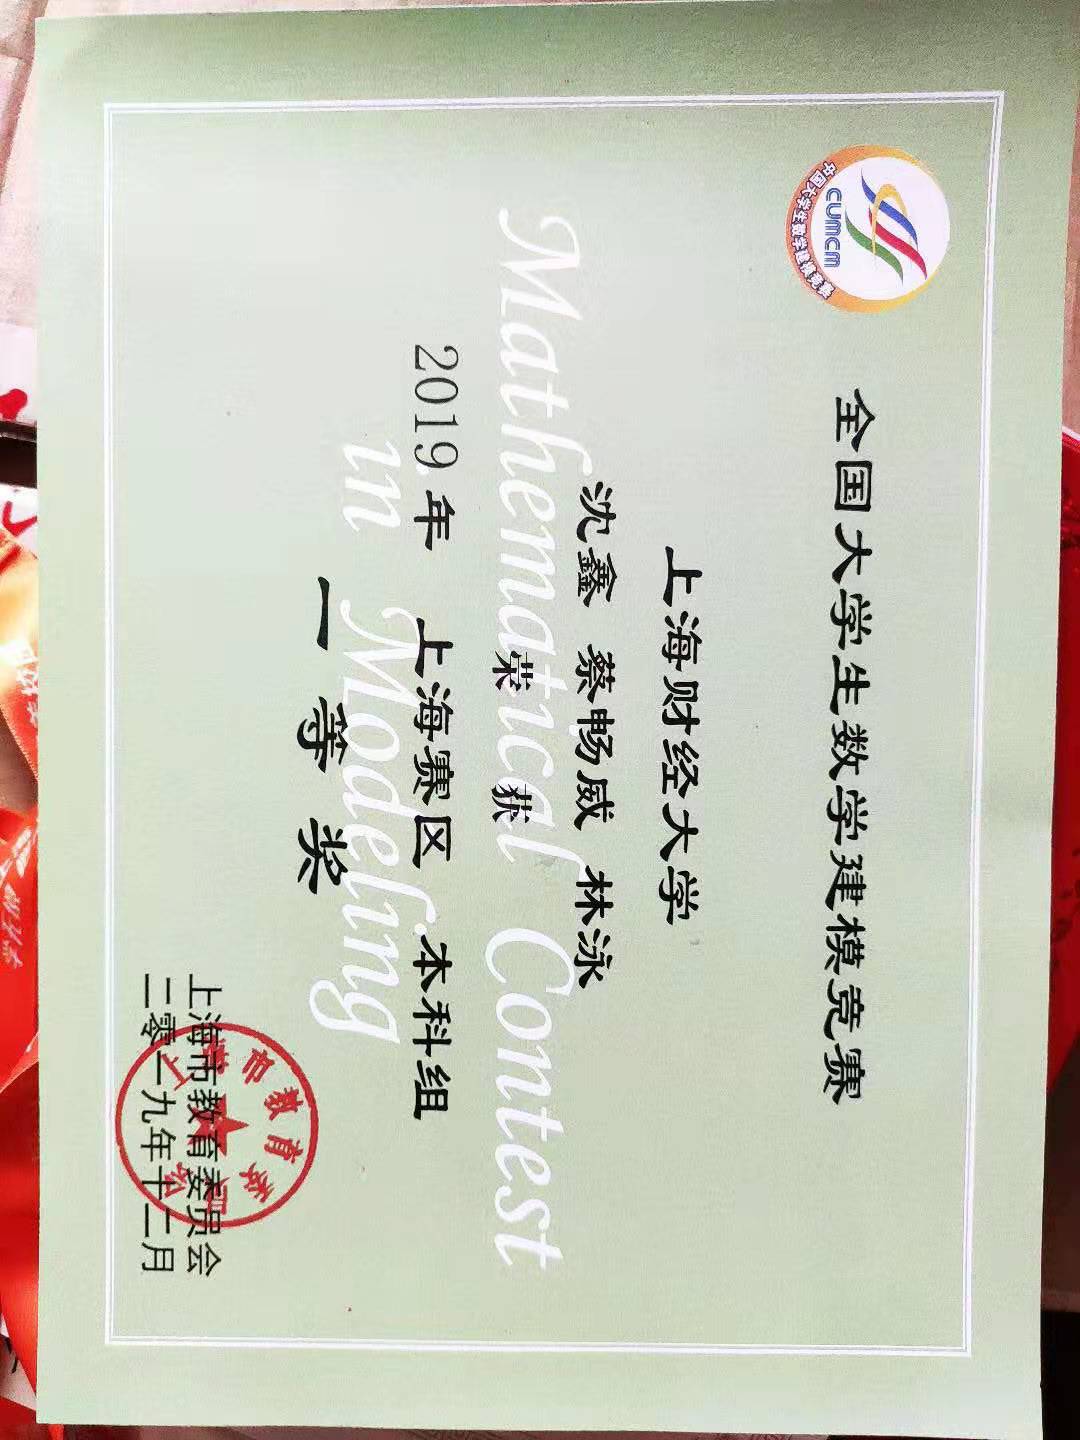 CUMCM
中国大学生数学建模竞赛
全国大学生数学建模竞赛
上海财经大学
沈鑫 蔡畅威 林泳
Mathematical Contest
荣 获
2019 年 上海赛区 本科组
in Modeling
一 等 奖
上海市教育委员会
上海市教育委员会
二零一九年十二月